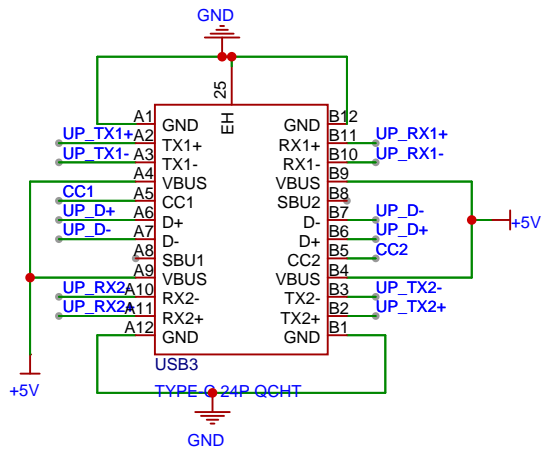 GND
25
EH
A1 GND GND B12
UP_TX1+ A2 TX1+ RX1+ B11 UP_RX1+
UP_TX1- A3 TX1- RX1- B10 UP_RX1-
A4 VBUS VBUS B9
CC1 A5 CC1 SBU2 B8
UP_D+ A6 D+ D- B7 UP_D-
UP_D- A7 D- D+ B6 UP_D+
A8 SBU1 CC2 B5 CC2
A9 VBUS VBUS B4
UP_RX2- A10 RX2- TX2- B3 UP_TX2-
UP_RX2+ A11 RX2+ TX2+ B2 UP_TX2+
A12 GND GND B1
+5V
+5V
USB3
TYPE-C 24P QCHT
GND